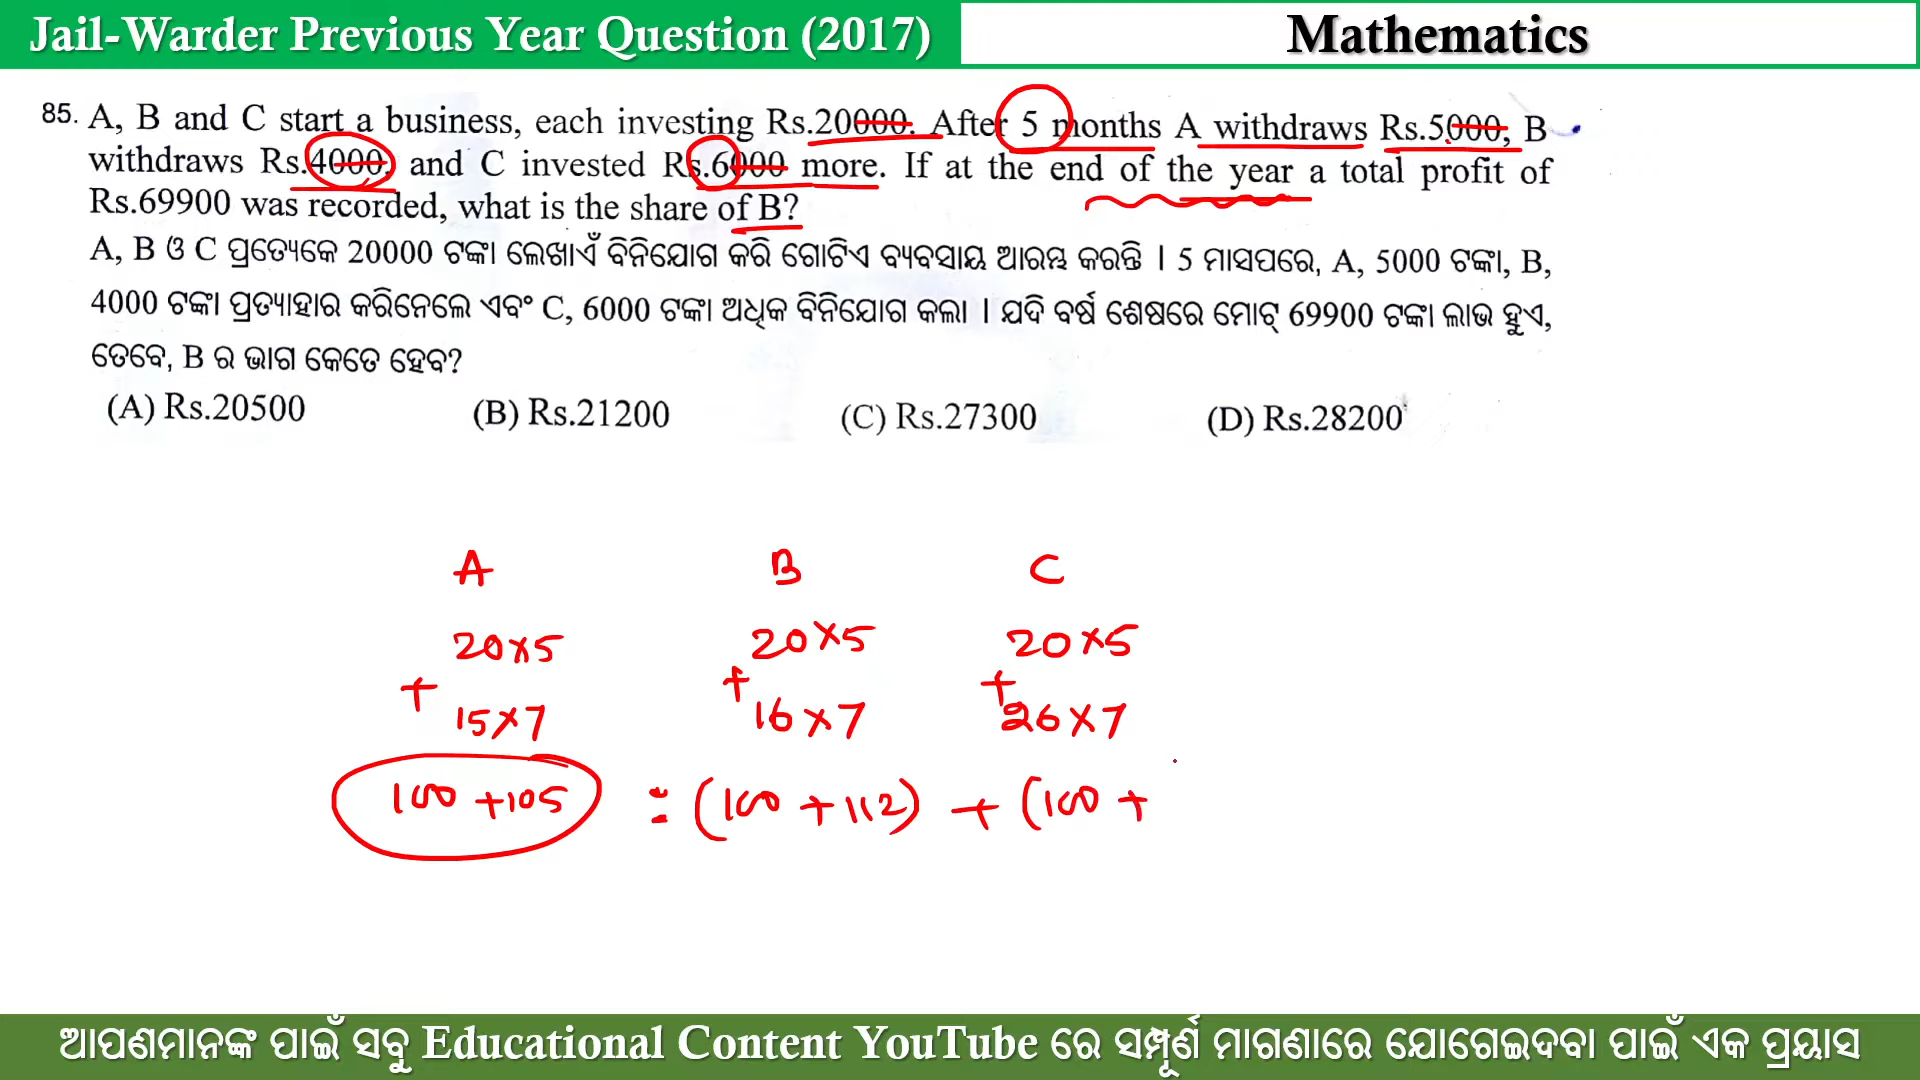 Jail-Warder Previous Year Question (2017)
Mathematics
85. A, B and C start a business, each investing Rs.20000. After 5 months A withdraws Rs.5000, B
withdraws Rs.4000. and C invested Rs.6000 more. If at the end of the year a total profit of
Rs.69900 was recorded, what is the share of B?
A, B ଓ C ପ୍ରତ୍ୟେକେ 20000 ଟଙ୍କା ଲେଖାଏଁ ବିନିଯୋଗ କରି ଗୋଟିଏ ବ୍ୟବସାୟ ଆରମ୍ଭ କରନ୍ତି । 5 ମାସପରେ, A, 5000 ଟଙ୍କା, B,
4000 ଟଙ୍କା ପ୍ରତ୍ୟାହାର କରିନେଲେ ଏବଂ C, 6000 ଟଙ୍କା ଅଧିକ ବିନିଯୋଗ କଲା । ଯଦି ବର୍ଷ ଶେଷରେ ମୋଟ୍ 69900 ଟଙ୍କା ଲାଭ ହୁଏ,
ତେବେ, B ର ଭାଗ କେତେ ହେବ?
(A) Rs.20500 (B) Rs.21200 (C) Rs.27300 (D) Rs.28200
A B C
20×5 20×5 20×5
+ + +
15×7 16×7 26×7
100 +105 = (100 + 112) + (100 +
ଆପଣମାନଙ୍କ ପାଇଁ ସବୁ Educational Content YouTube ରେ ସମ୍ପୂର୍ଣ ମାଗଣାରେ ଯୋଗେଇଦବା ପାଇଁ ଏକ ପ୍ରୟାସ